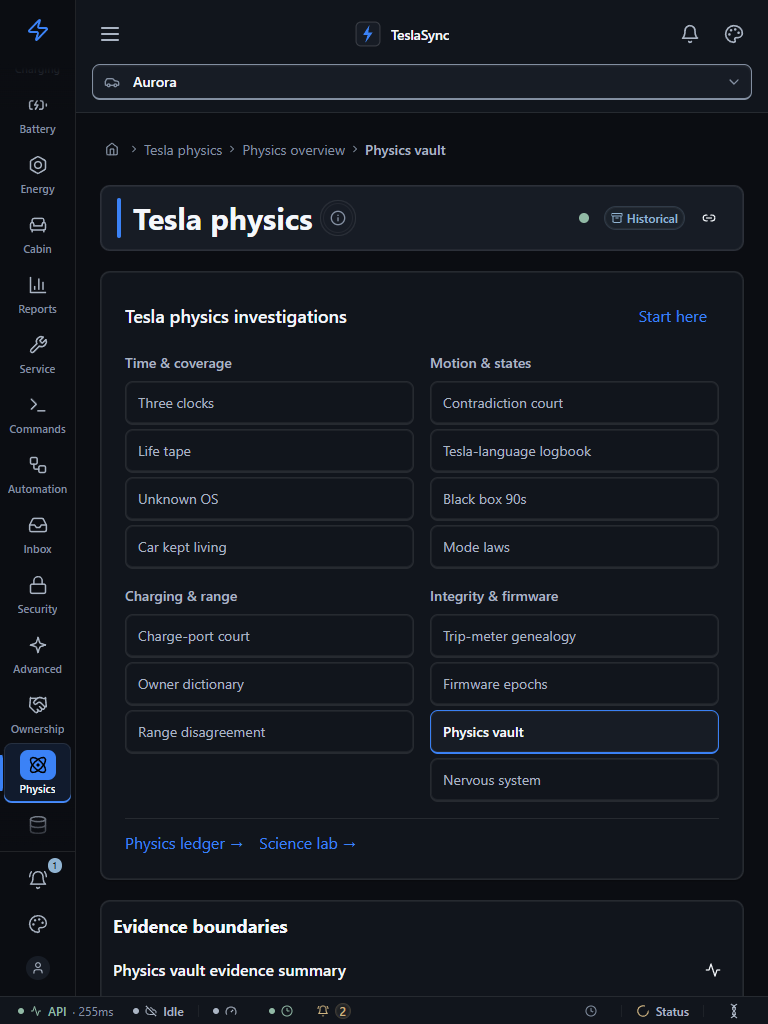 TeslaSync
Aurora
Charging
Battery
Energy
Cabin
Reports
Service
Commands
Automation
Inbox
Security
Advanced
Ownership
Physics
1
Tesla physics > Physics overview > Physics vault
Tesla physics
Historical
Tesla physics investigations
Start here
Time & coverage
Three clocks
Life tape
Unknown OS
Car kept living
Motion & states
Contradiction court
Tesla-language logbook
Black box 90s
Mode laws
Charging & range
Charge-port court
Owner dictionary
Range disagreement
Integrity & firmware
Trip-meter genealogy
Firmware epochs
Physics vault
Nervous system
Physics ledger → Science lab →
Evidence boundaries
Physics vault evidence summary
API · 255ms Idle 2 Status